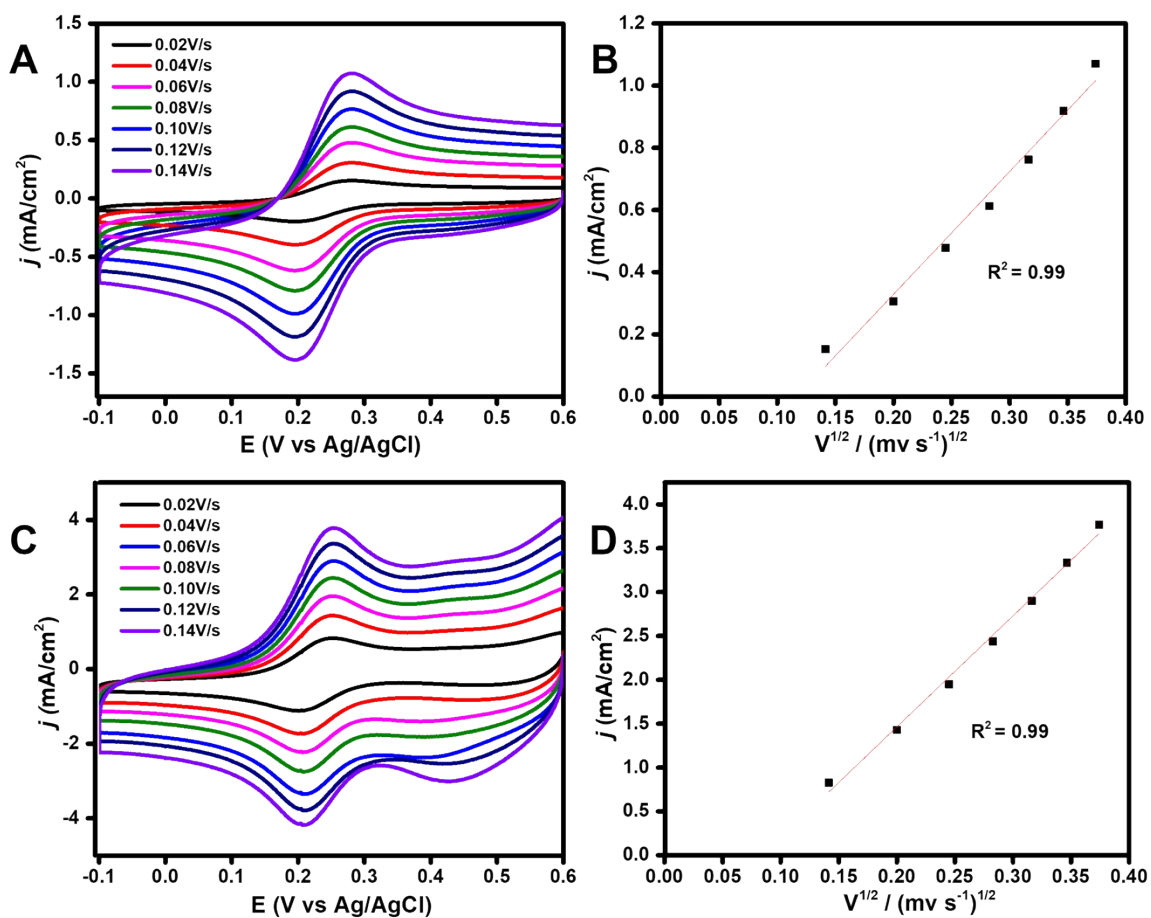 A
0.02V/s
0.04V/s
0.06V/s
0.08V/s
0.10V/s
0.12V/s
0.14V/s
1.5
1.0
0.5
0.0
-0.5
-1.0
-1.5
j (mA/cm²)
-0.1 0.0 0.1 0.2 0.3 0.4 0.5 0.6
E (V vs Ag/AgCl)
B
1.2
1.0
0.8
0.6
0.4
0.2
0.0
j (mA/cm²)
R² = 0.99
0.00 0.05 0.10 0.15 0.20 0.25 0.30 0.35 0.40
V^1/2 / (mv s^-1)^1/2
C
0.02V/s
0.04V/s
0.06V/s
0.08V/s
0.10V/s
0.12V/s
0.14V/s
4
2
0
-2
-4
j (mA/cm²)
-0.1 0.0 0.1 0.2 0.3 0.4 0.5 0.6
E (V vs Ag/AgCl)
D
4.0
3.5
3.0
2.5
2.0
1.5
1.0
0.5
0.0
j (mA/cm²)
R² = 0.99
0.00 0.05 0.10 0.15 0.20 0.25 0.30 0.35 0.40
V^1/2 / (mv s^-1)^1/2